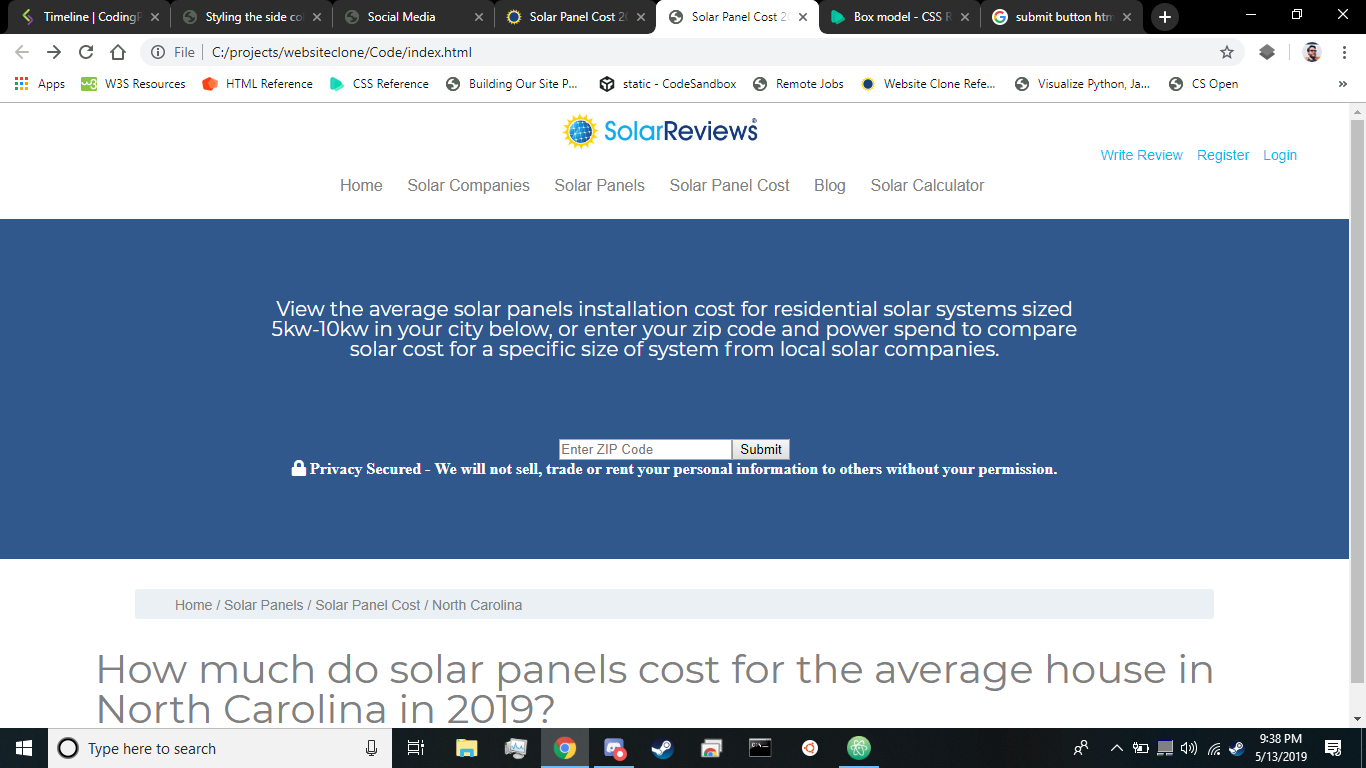 Timeline | CodingP
Styling the side co
Social Media
Solar Panel Cost 20
Solar Panel Cost 20
Box model - CSS R
submit button htm
File
C:/projects/websiteclone/Code/index.html
Apps
W3S Resources
HTML Reference
CSS Reference
Building Our Site P...
static - CodeSandbox
Remote Jobs
Website Clone Refe...
Visualize Python, Ja...
CS Open
»
SolarReviews®
Write Review Register Login
Home Solar Companies Solar Panels Solar Panel Cost Blog Solar Calculator
View the average solar panels installation cost for residential solar systems sized
5kw-10kw in your city below, or enter your zip code and power spend to compare
solar cost for a specific size of system from local solar companies.
Enter ZIP Code Submit
Privacy Secured - We will not sell, trade or rent your personal information to others without your permission.
Home / Solar Panels / Solar Panel Cost / North Carolina
How much do solar panels cost for the average house in
North Carolina in 2019?
Type here to search
9:38 PM
5/13/2019